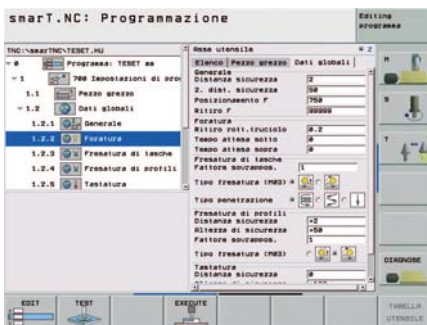 smarT.NC: Programmazione
Editing
programma
TNC:\smarTNC\TEST.HU
0 Programma: TESET mm
1 700 Impostazioni di pro
1.1 Pezzo grezzo
1.2 Dati globali
1.2.1 Generale
1.2.2 Foratura
1.2.3 Fresatura di tasche
1.2.4 Fresatura di profili
1.2.5 Tastatura
Asse utensile Z
Elenco Pezzo grezzo Dati globali
Generale
Distanza sicurezza 2
2. dist. sicurezza 50
Posizionamento F 750
Ritiro F 99999
Foratura
Ritiro rott.truciolo 0.2
Tempo attesa sotto 0
Tempo attesa sopra 0
Fresatura di tasche
Fattore sovrappos. 1
Tipo fresatura (M03)
Tipo penetrazione
Fresatura di profili
Distanza sicurezza +2
Altezza di sicurezza +50
Fattore sovrappos. 1
Tipo fresatura (M03)
Tastatura
Distanza sicurezza 0
M
S
T
DIAGNOSE
EDIT
TEST
EXECUTE
TABELLA
UTENSILE